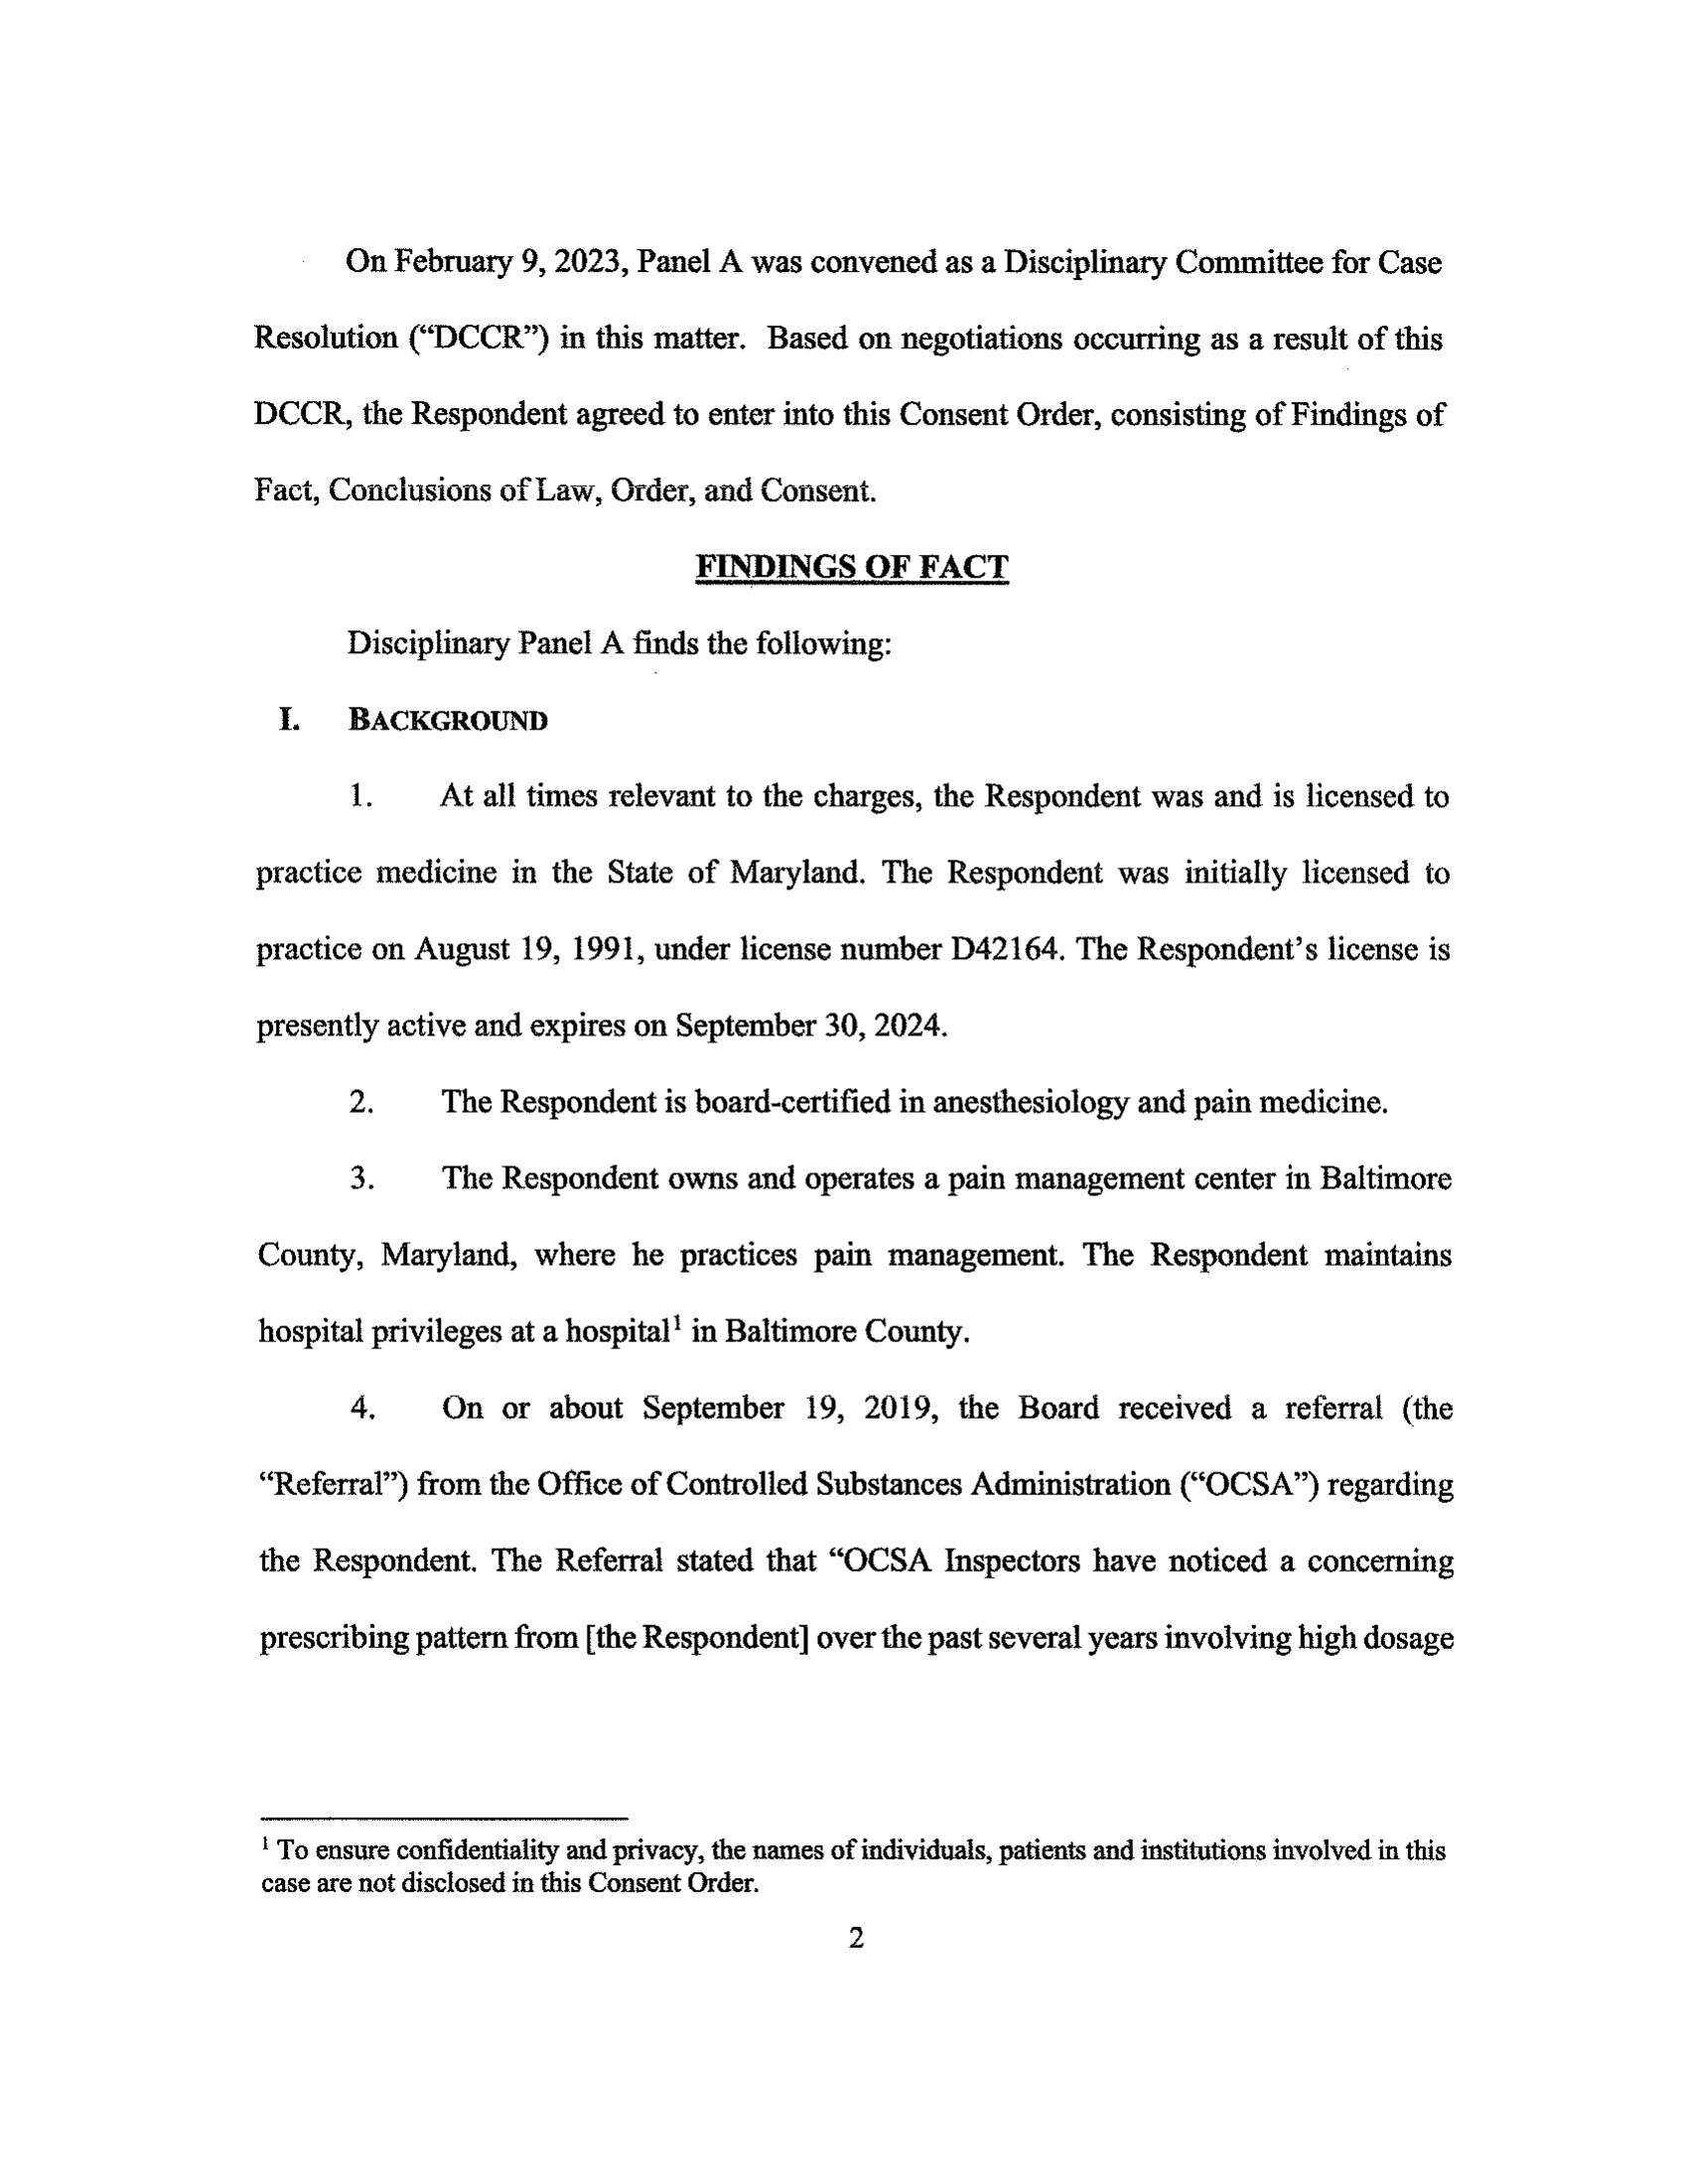 On February 9, 2023, Panel A was convened as a Disciplinary Committee for Case
Resolution (“DCCR”) in this matter. Based on negotiations occurring as a result of this
DCCR, the Respondent agreed to enter into this Consent Order, consisting of Findings of
Fact, Conclusions of Law, Order, and Consent.
FINDINGS OF FACT
Disciplinary Panel A finds the following:
I. BACKGROUND
1. At all times relevant to the charges, the Respondent was and is licensed to
practice medicine in the State of Maryland. The Respondent was initially licensed to
practice on August 19, 1991, under license number D42164. The Respondent’s license is
presently active and expires on September 30, 2024.
2. The Respondent is board-certified in anesthesiology and pain medicine.
3. The Respondent owns and operates a pain management center in Baltimore
County, Maryland, where he practices pain management. The Respondent maintains
hospital privileges at a hospital¹ in Baltimore County.
4. On or about September 19, 2019, the Board received a referral (the
“Referral”) from the Office of Controlled Substances Administration (“OCSA”) regarding
the Respondent. The Referral stated that “OCSA Inspectors have noticed a concerning
prescribing pattern from [the Respondent] over the past several years involving high dosage
¹ To ensure confidentiality and privacy, the names of individuals, patients and institutions involved in this
case are not disclosed in this Consent Order.
2